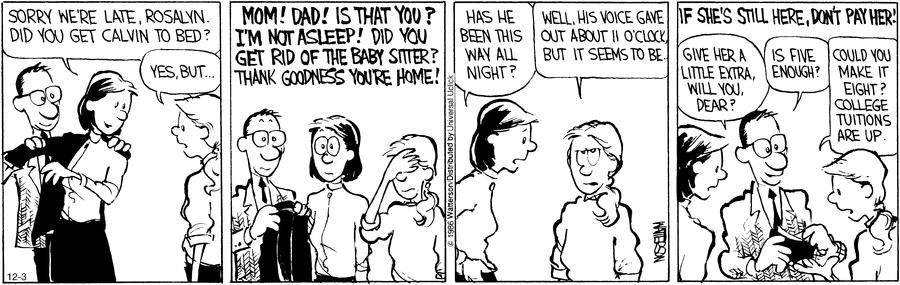 SORRY WE'RE LATE, ROSALYN.
DID YOU GET CALVIN TO BED?
YES, BUT...
12-3
MOM! DAD! IS THAT YOU?
I'M NOT ASLEEP! DID YOU
GET RID OF THE BABY SITTER?
THANK GOODNESS YOU'RE HOME!
© 1986 Watterson/Distributed by Universal Uclick
HAS HE
BEEN THIS
WAY ALL
NIGHT?
WELL, HIS VOICE GAVE
OUT ABOUT 11 O'CLOCK,
BUT IT SEEMS TO BE..
WATTERSON
IF SHE'S STILL HERE, DON'T PAY HER!
GIVE HER A
LITTLE EXTRA,
WILL YOU,
DEAR?
IS FIVE
ENOUGH?
COULD YOU
MAKE IT
EIGHT?
COLLEGE
TUITIONS
ARE UP.